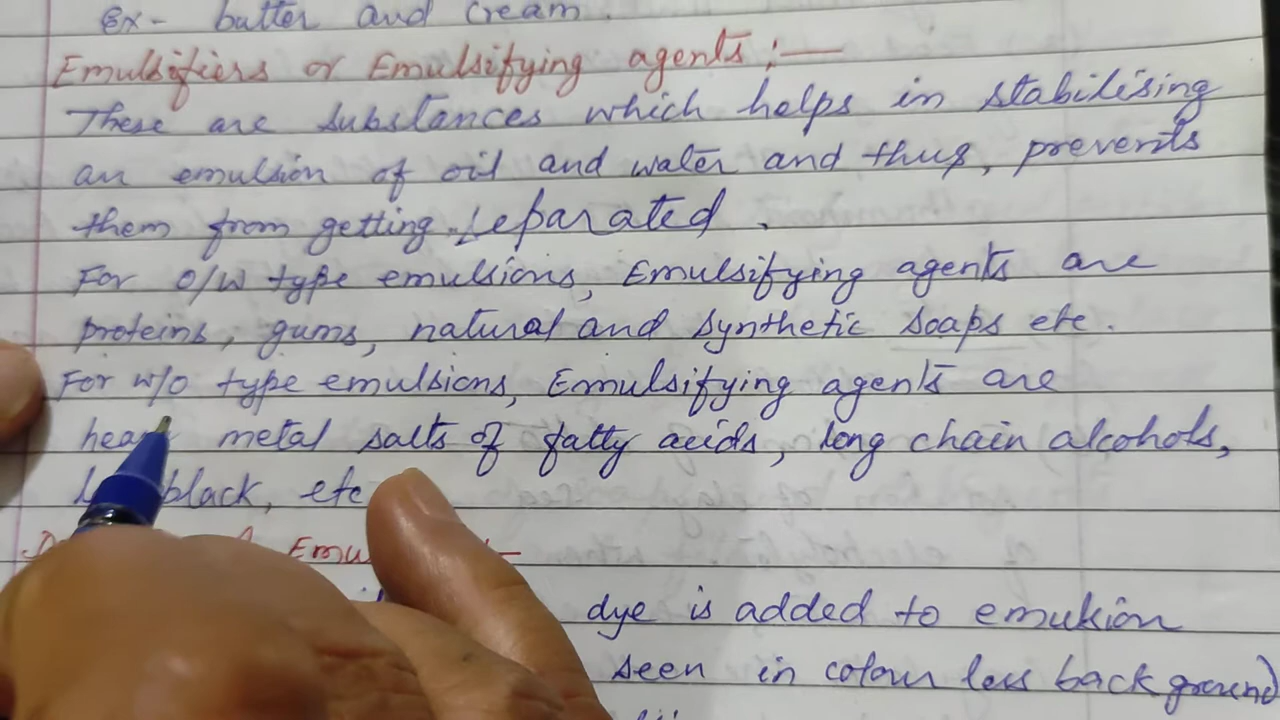 Ex- butter and cream.
Emulsifiers or Emulsifying agents :—
These are substances which helps in stabilising
an emulsion of oil and water and thus, prevents
them from getting separated.
For O/W type emulsions, Emulsifying agents are
proteins, gums, natural and synthetic soaps etc.
For W/O type emulsions, Emulsifying agents are
metal salts of fatty acids, long chain alcohols,
black, etc
dye is added to emulsion
seen in colour less background